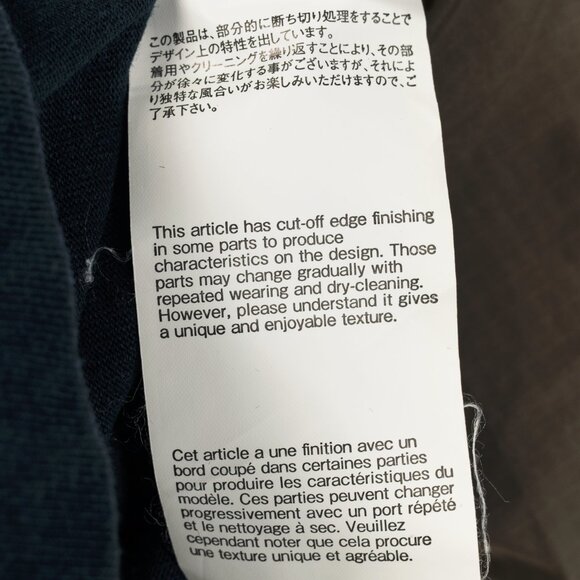 この製品は、部分的に断ち切り処理をすることで
デザイン上の特性を出しています。
着用やクリーニングを繰り返すことにより、その部
分が徐々に変化する事がございますが、それによ
り独特な風合いがお楽しみいただけますので、ご
了承下さい。
This article has cut-off edge finishing
in some parts to produce
characteristics on the design. Those
parts may change gradually with
repeated wearing and dry-cleaning.
However, please understand it gives
a unique and enjoyable texture.
Cet article a une finition avec un
bord coupé dans certaines parties
pour produire les caractéristiques du
modèle. Ces parties peuvent changer
progressivement avec un port répété
et le nettoyage à sec. Veuillez
cependant noter que cela procure
une texture unique et agréable.